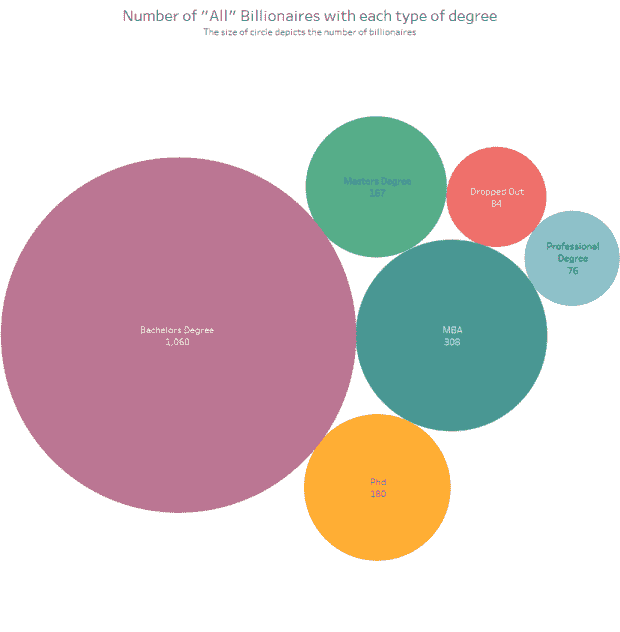 Number of “All” Billionaires with each type of degree
The size of circle depicts the number of billionaires
Masters Degree
167
Dropped Out
84
Professional
Degree
76
Bachelors Degree
1,060
MBA
308
Phd
180